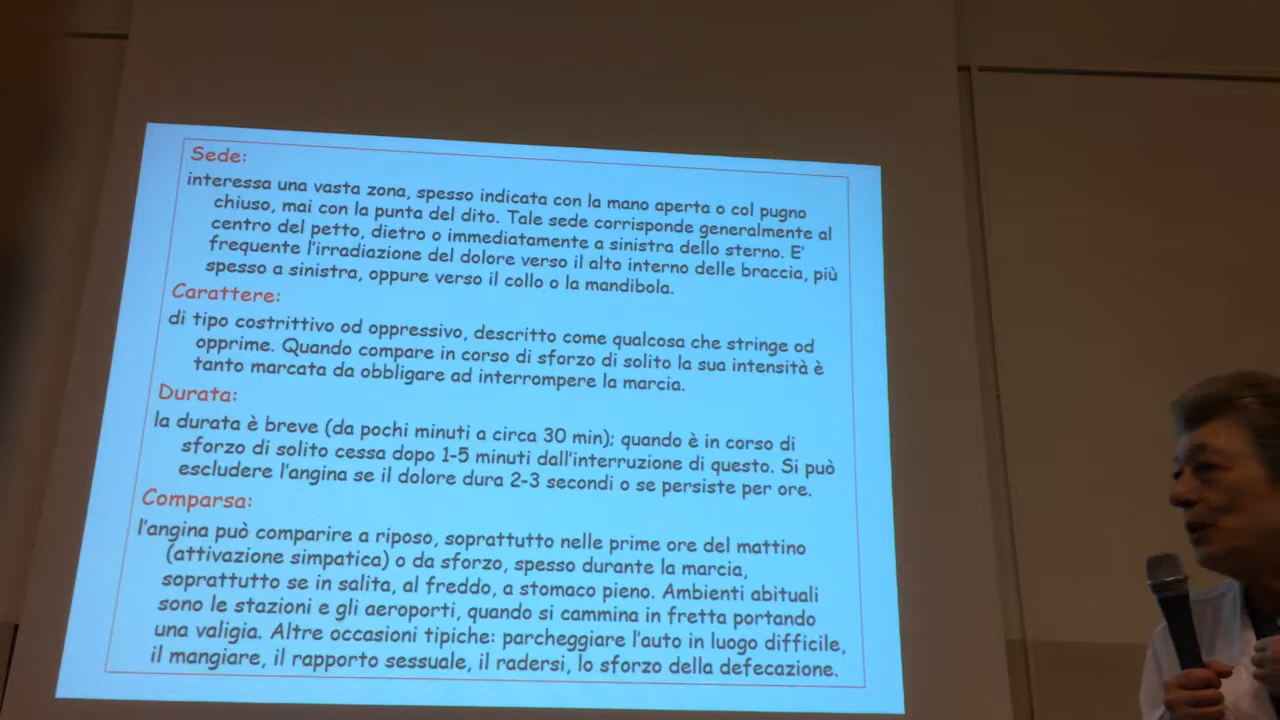 Sede:
interessa una vasta zona, spesso indicata con la mano aperta o col pugno
chiuso, mai con la punta del dito. Tale sede corrisponde generalmente al
centro del petto, dietro o immediatamente a sinistra dello sterno. E'
frequente l'irradiazione del dolore verso il alto interno delle braccia, più
spesso a sinistra, oppure verso il collo o la mandibola.
Carattere:
di tipo costrittivo od oppressivo, descritto come qualcosa che stringe od
opprime. Quando compare in corso di sforzo di solito la sua intensità è
tanto marcata da obbligare ad interrompere la marcia.
Durata:
la durata è breve (da pochi minuti a circa 30 min); quando è in corso di
sforzo di solito cessa dopo 1-5 minuti dall'interruzione di questo. Si può
escludere l'angina se il dolore dura 2-3 secondi o se persiste per ore.
Comparsa:
l'angina può comparire a riposo, soprattutto nelle prime ore del mattino
(attivazione simpatica) o da sforzo, spesso durante la marcia,
soprattutto se in salita, al freddo, a stomaco pieno. Ambienti abituali
sono le stazioni e gli aeroporti, quando si cammina in fretta portando
una valigia. Altre occasioni tipiche: parcheggiare l'auto in luogo difficile,
il mangiare, il rapporto sessuale, il radersi, lo sforzo della defecazione.